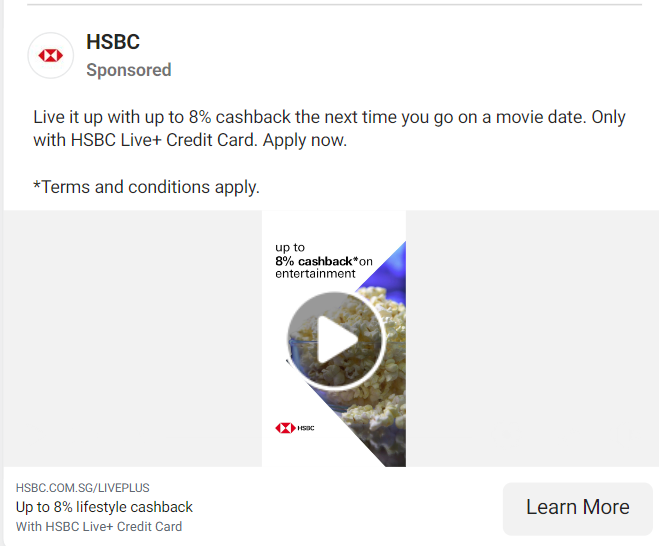 HSBC
Sponsored
Live it up with up to 8% cashback the next time you go on a movie date. Only
with HSBC Live+ Credit Card. Apply now.
*Terms and conditions apply.
up to
8% cashback*on
entertainment
HSBC
HSBC.COM.SG/LIVEPLUS
Up to 8% lifestyle cashback
With HSBC Live+ Credit Card
Learn More